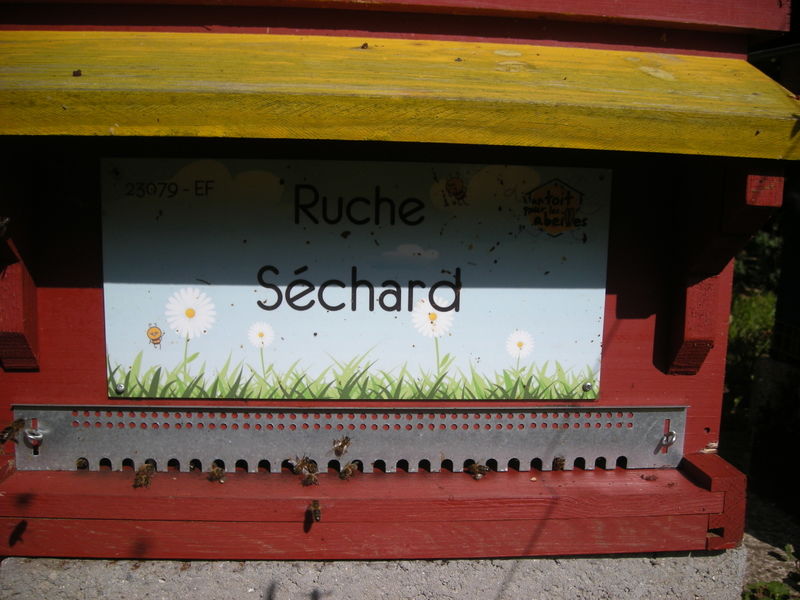 23079 - EF
Ruche
Séchard
un toit
pour les
abeilles